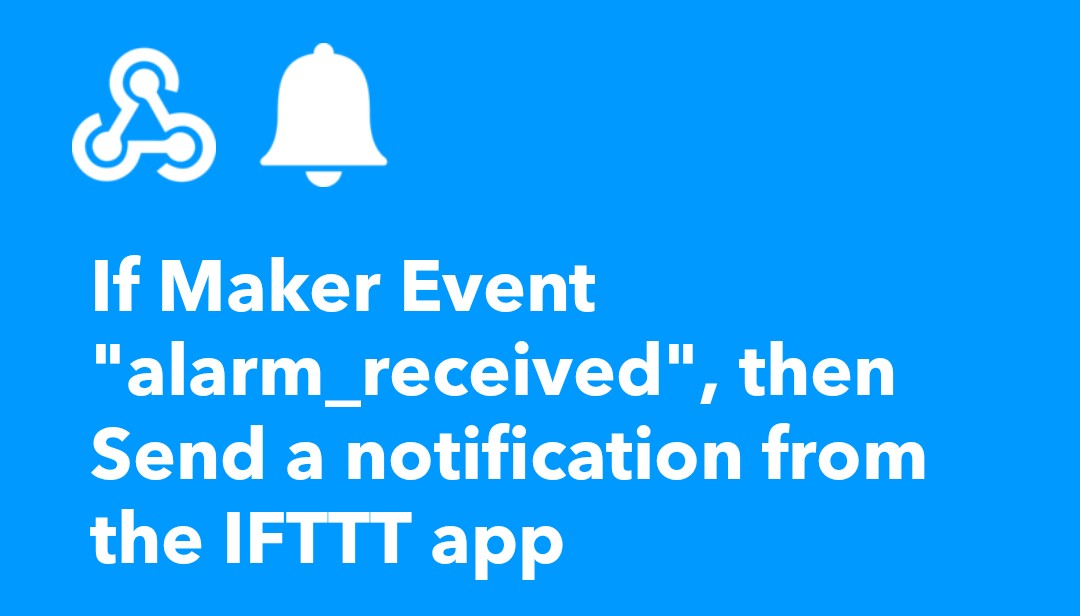 If Maker Event
"alarm_received", then
Send a notification from
the IFTTT app